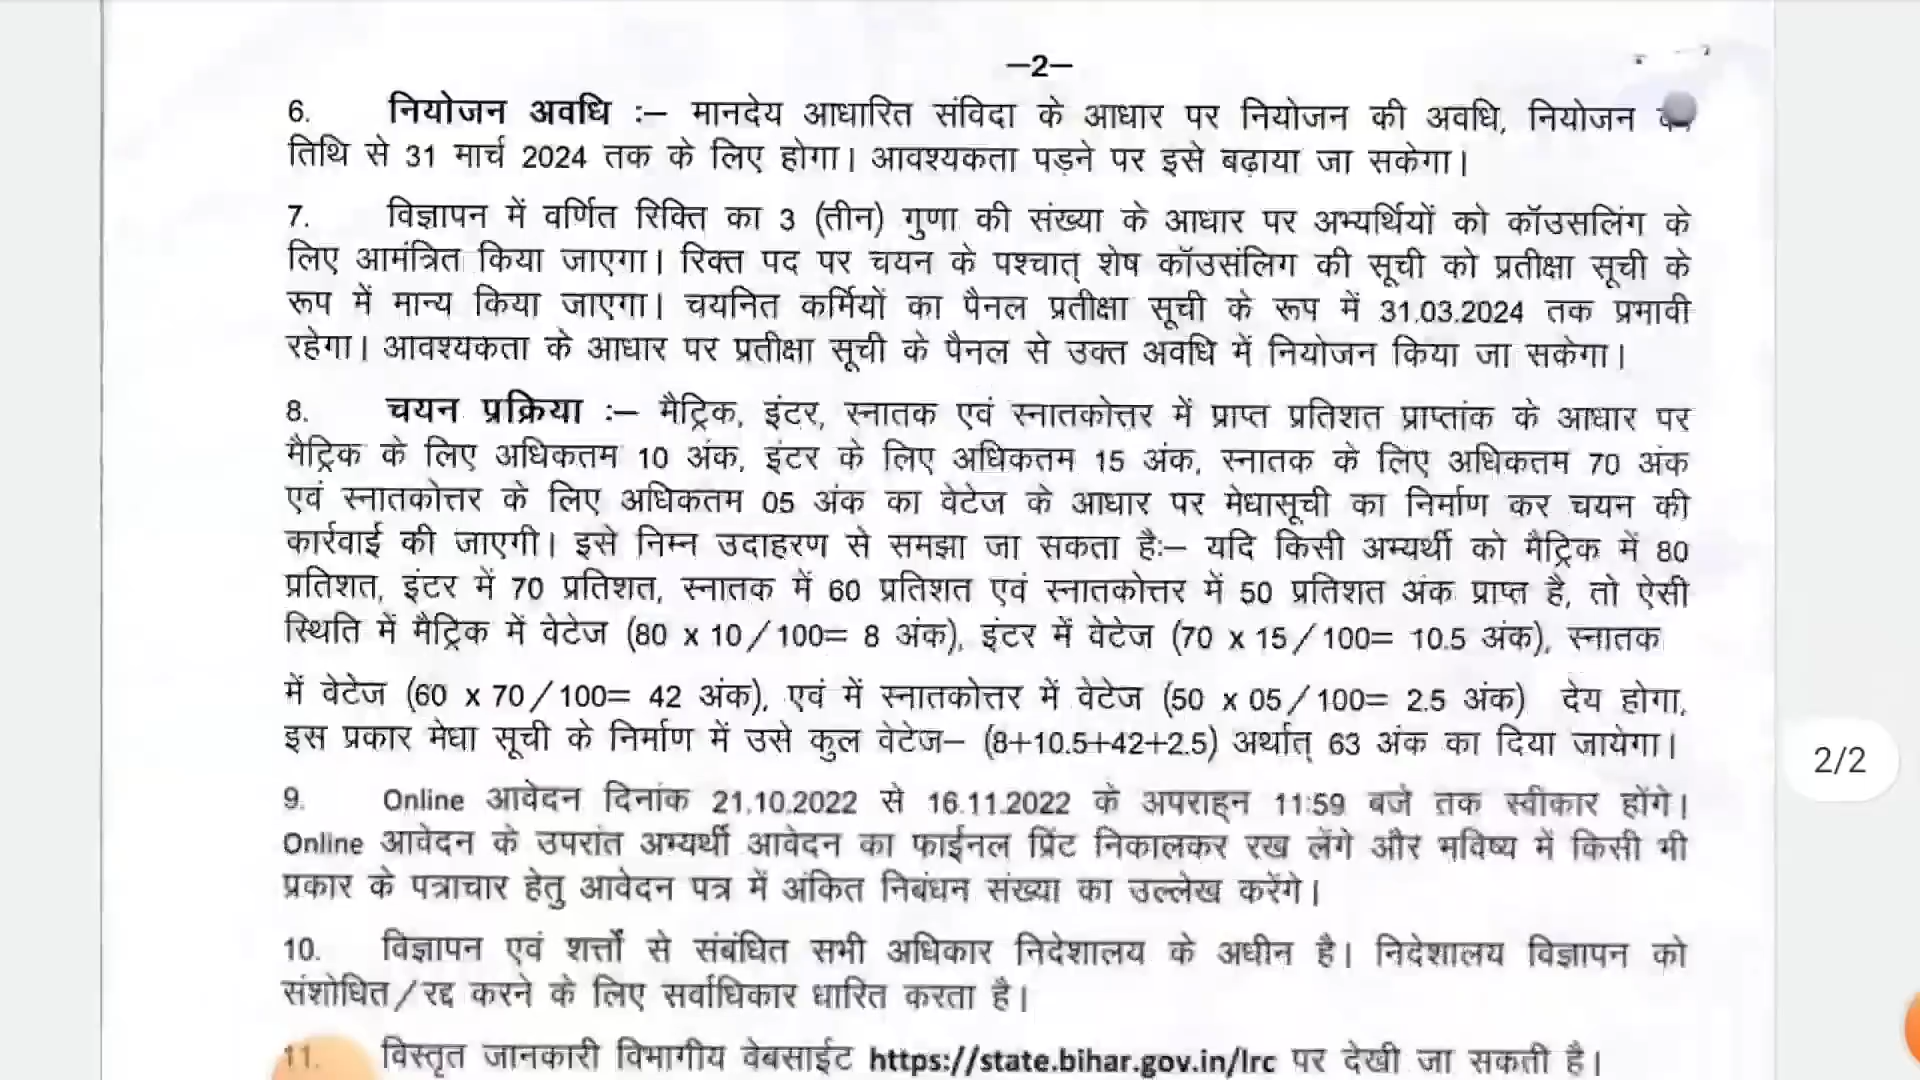 —2—
6. नियोजन अवधि :— मानदेय आधारित संविदा के आधार पर नियोजन की अवधि, नियोजन
तिथि से 31 मार्च 2024 तक के लिए होगा। आवश्यकता पड़ने पर इसे बढ़ाया जा सकेगा।
7. विज्ञापन में वर्णित रिक्ति का 3 (तीन) गुणा की संख्या के आधार पर अभ्यर्थियों को कॉउसलिंग के
लिए आमंत्रित किया जाएगा। रिक्त पद पर चयन के पश्चात् शेष कॉउसंलिग की सूची को प्रतीक्षा सूची के
रूप में मान्य किया जाएगा। चयनित कर्मियों का पैनल प्रतीक्षा सूची के रूप में 31.03.2024 तक प्रभावी
रहेगा। आवश्यकता के आधार पर प्रतीक्षा सूची के पैनल से उक्त अवधि में नियोजन किया जा सकेगा।
8. चयन प्रक्रिया :— मैट्रिक, इंटर, स्नातक एवं स्नातकोत्तर में प्राप्त प्रतिशत प्राप्तांक के आधार पर
मैट्रिक के लिए अधिकतम 10 अंक, इंटर के लिए अधिकतम 15 अंक, स्नातक के लिए अधिकतम 70 अंक
एवं स्नातकोत्तर के लिए अधिकतम 05 अंक का वेटेज के आधार पर मेधासूची का निर्माण कर चयन की
कार्रवाई की जाएगी। इसे निम्न उदाहरण से समझा जा सकता है:— यदि किसी अभ्यर्थी को मैट्रिक में 80
प्रतिशत, इंटर में 70 प्रतिशत, स्नातक में 60 प्रतिशत एवं स्नातकोत्तर में 50 प्रतिशत अंक प्राप्त है, तो ऐसी
स्थिति में मैट्रिक में वेटेज (80 x 10/100= 8 अंक), इंटर में वेटेज (70 x 15/100= 10.5 अंक), स्नातक
में वेटेज (60 x 70/100= 42 अंक), एवं में स्नातकोत्तर में वेटेज (50 x 05/100= 2.5 अंक) देय होगा,
इस प्रकार मेधा सूची के निर्माण में उसे कुल वेटेज— (8+10.5+42+2.5) अर्थात् 63 अंक का दिया जायेगा।
9. Online आवेदन दिनांक 21.10.2022 से 16.11.2022 के अपराह्न 11:59 बजे तक स्वीकार होंगे।
Online आवेदन के उपरांत अभ्यर्थी आवेदन का फाईनल प्रिंट निकालकर रख लेंगे और भविष्य में किसी भी
प्रकार के पत्राचार हेतु आवेदन पत्र में अंकित निबंधन संख्या का उल्लेख करेंगे।
10. विज्ञापन एवं शर्त्तों से संबंधित सभी अधिकार निदेशालय के अधीन है। निदेशालय विज्ञापन को
संशोधित/रद्द करने के लिए सर्वाधिकार धारित करता है।
11. विस्तृत जानकारी विभागीय वेबसाईट https://state.bihar.gov.in/lrc पर देखी जा सकती है।
2/2